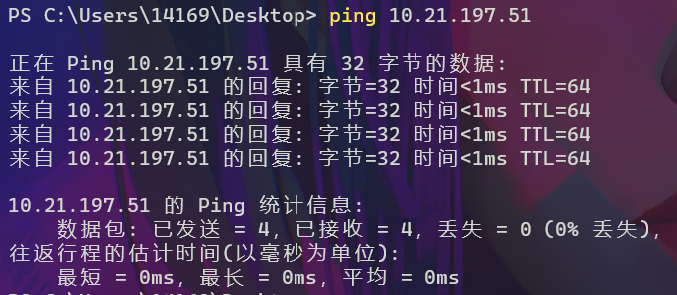 PS C:\Users\14169\Desktop> ping 10.21.197.51
正在 Ping 10.21.197.51 具有 32 字节的数据:
来自 10.21.197.51 的回复: 字节=32 时间<1ms TTL=64
来自 10.21.197.51 的回复: 字节=32 时间<1ms TTL=64
来自 10.21.197.51 的回复: 字节=32 时间<1ms TTL=64
来自 10.21.197.51 的回复: 字节=32 时间<1ms TTL=64
10.21.197.51 的 Ping 统计信息:
数据包: 已发送 = 4，已接收 = 4，丢失 = 0 (0% 丢失)，
往返行程的估计时间(以毫秒为单位):
最短 = 0ms，最长 = 0ms，平均 = 0ms